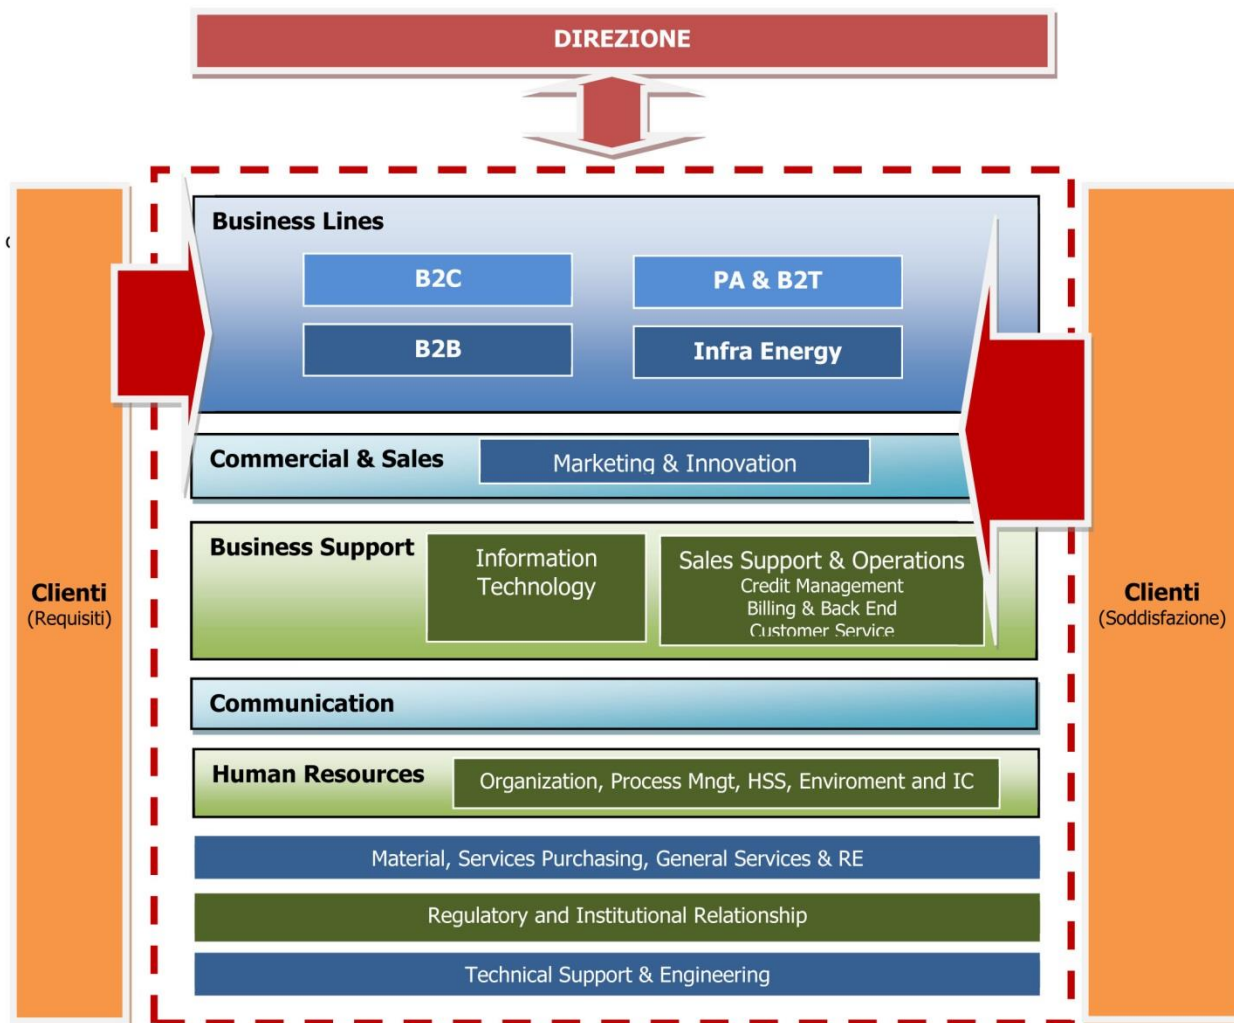 DIREZIONE
Business Lines
B2C
PA & B2T
B2B
Infra Energy
Commercial & Sales
Marketing & Innovation
Business Support
Information
Technology
Sales Support & Operations
Credit Management
Billing & Back End
Customer Service
Clienti
(Requisiti)
Clienti
(Soddisfazione)
Communication
Human Resources
Organization, Process Mngt, HSS, Enviroment and IC
Material, Services Purchasing, General Services & RE
Regulatory and Institutional Relationship
Technical Support & Engineering